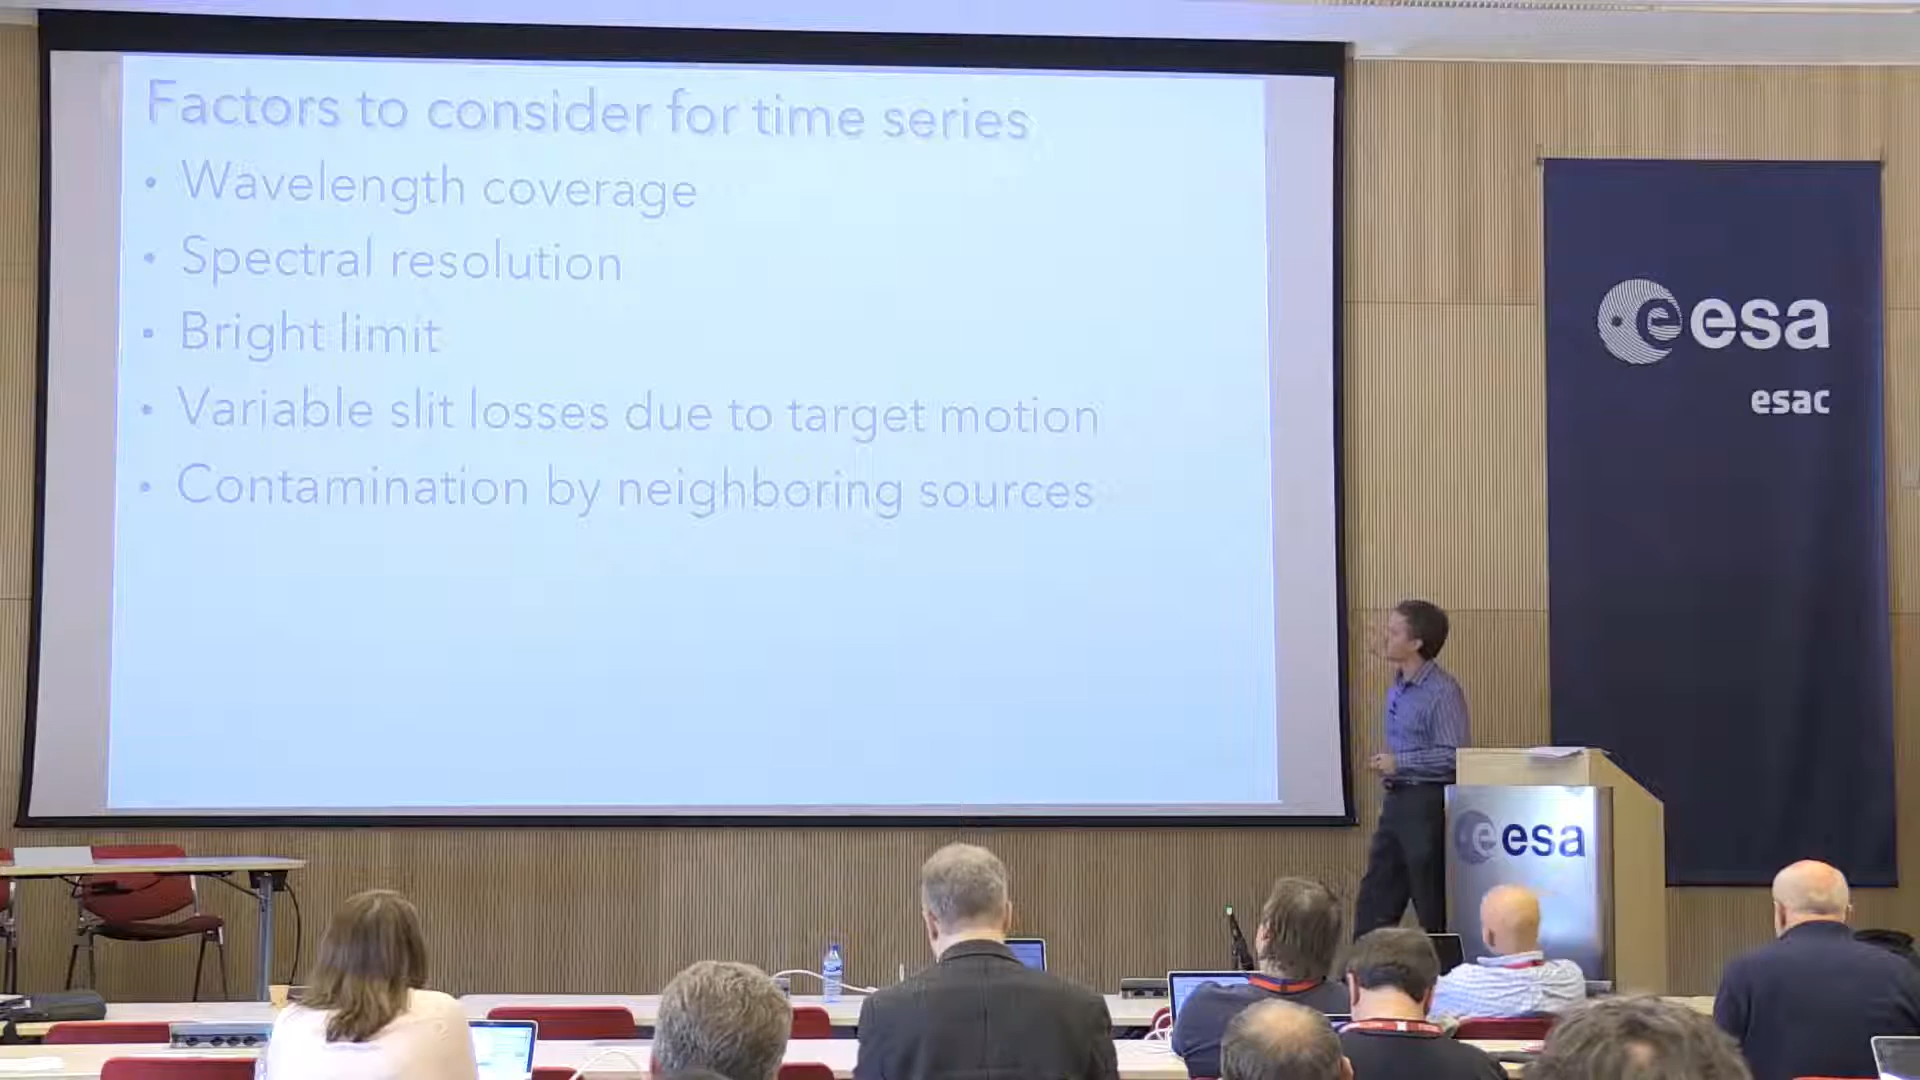 Factors to consider for time series
• Wavelength coverage
• Spectral resolution
• Bright limit
• Variable slit losses due to target motion
• Contamination by neighboring sources
esa
esac
esa